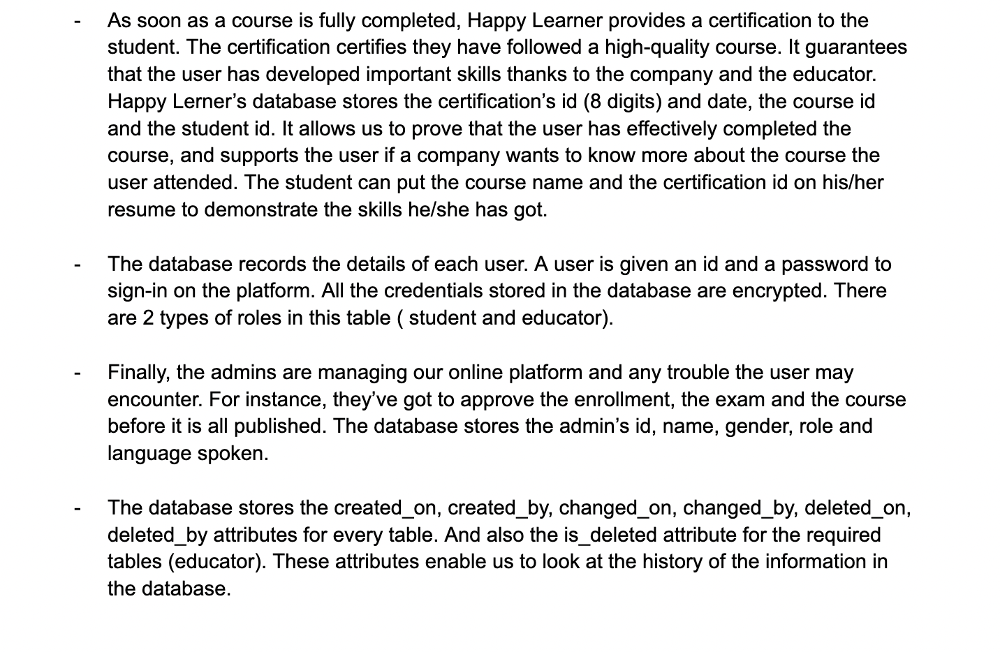 - As soon as a course is fully completed, Happy Learner provides a certification to the
student. The certification certifies they have followed a high-quality course. It guarantees
that the user has developed important skills thanks to the company and the educator.
Happy Lerner’s database stores the certification’s id (8 digits) and date, the course id
and the student id. It allows us to prove that the user has effectively completed the
course, and supports the user if a company wants to know more about the course the
user attended. The student can put the course name and the certification id on his/her
resume to demonstrate the skills he/she has got.
- The database records the details of each user. A user is given an id and a password to
sign-in on the platform. All the credentials stored in the database are encrypted. There
are 2 types of roles in this table ( student and educator).
- Finally, the admins are managing our online platform and any trouble the user may
encounter. For instance, they’ve got to approve the enrollment, the exam and the course
before it is all published. The database stores the admin’s id, name, gender, role and
language spoken.
- The database stores the created_on, created_by, changed_on, changed_by, deleted_on,
deleted_by attributes for every table. And also the is_deleted attribute for the required
tables (educator). These attributes enable us to look at the history of the information in
the database.